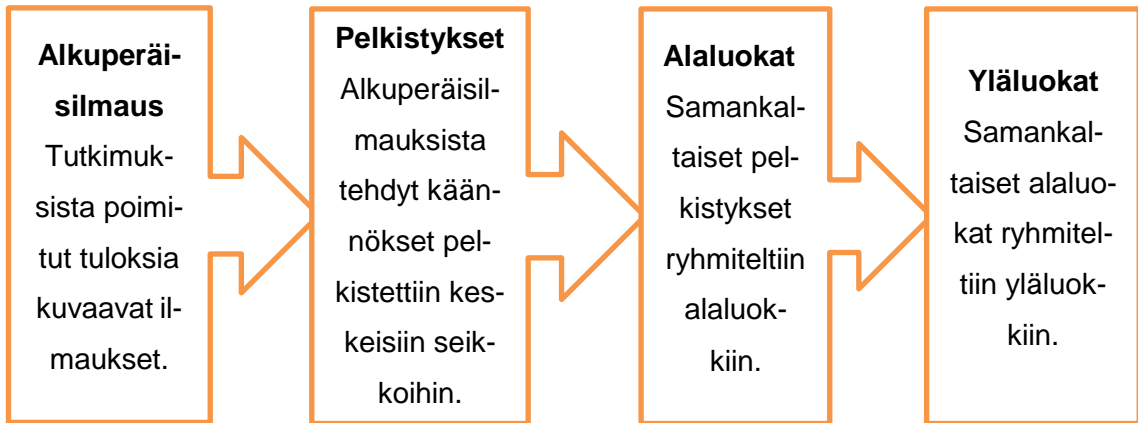 Alkuperäi-
silmaus
Tutkimuk-
sista poimi-
tut tuloksia
kuvaavat il-
maukset.
Pelkistykset
Alkuperäisil-
mauksista
tehdyt kään-
nökset pel-
kistettiin kes-
keisiin seik-
koihin.
Alaluokat
Samankal-
taiset pel-
kistykset
ryhmiteltiin
alaluok-
kiin.
Yläluokat
Samankal-
taiset alaluo-
kat ryhmitel-
tiin yläluok-
kiin.